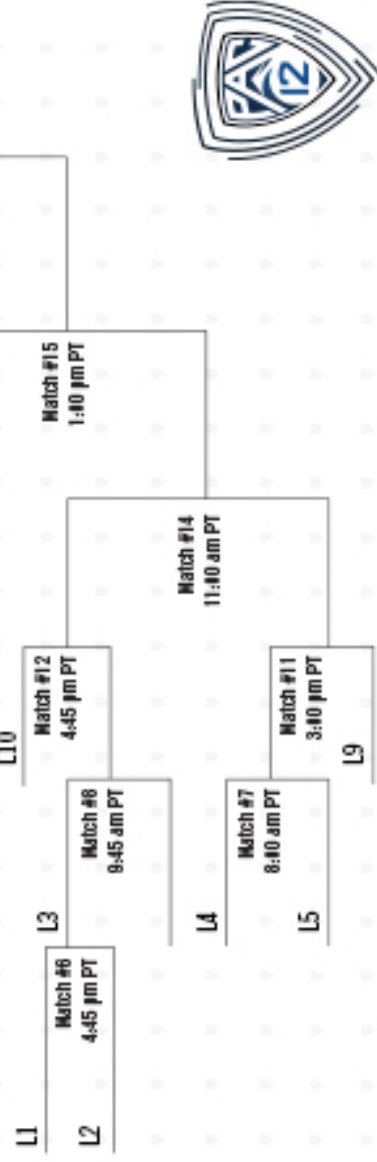 L1
Match #6
4:45 pm PT
L2
L3
Match #8
9:45 am PT
L4
Match #7
8:00 am PT
L5
L10
Match #12
4:45 pm PT
Match #11
3:00 pm PT
L9
Match #14
11:00 am PT
Match #15
1:00 pm PT
PAC
12